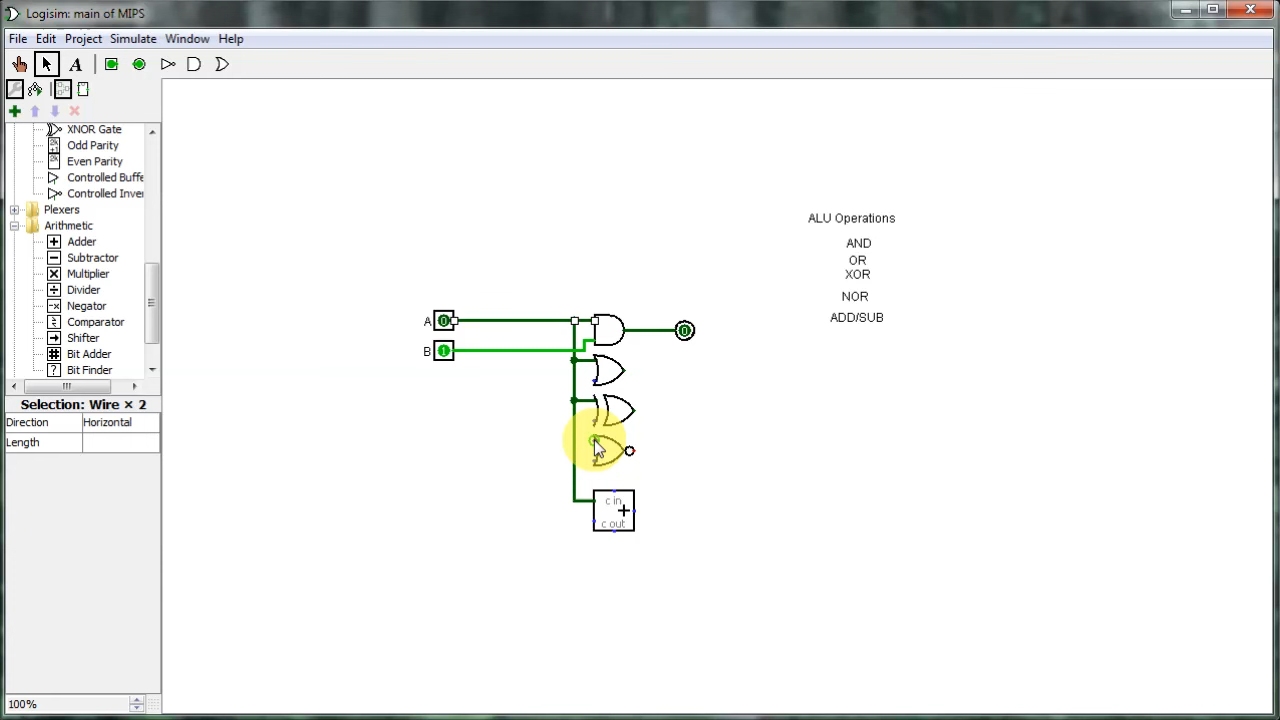 Logisim: main of MIPS
File Edit Project Simulate Window Help
A
XNOR Gate
Odd Parity
Even Parity
Controlled Buffe
Controlled Inver
Plexers
Arithmetic
Adder
Subtractor
Multiplier
Divider
Negator
Comparator
Shifter
Bit Adder
Bit Finder
Selection: Wire × 2
Direction Horizontal
Length
100%
A 0
B 1
0
c in
c out
ALU Operations
AND
OR
XOR
NOR
ADD/SUB